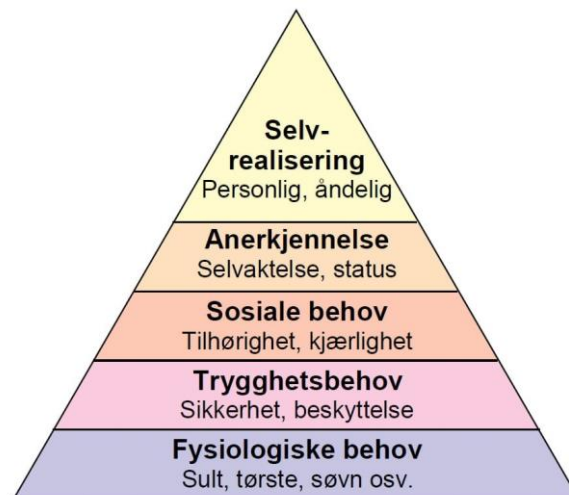 Selv-
realisering
Personlig, åndelig
Anerkjennelse
Selvaktelse, status
Sosiale behov
Tilhørighet, kjærlighet
Trygghetsbehov
Sikkerhet, beskyttelse
Fysiologiske behov
Sult, tørste, søvn osv.